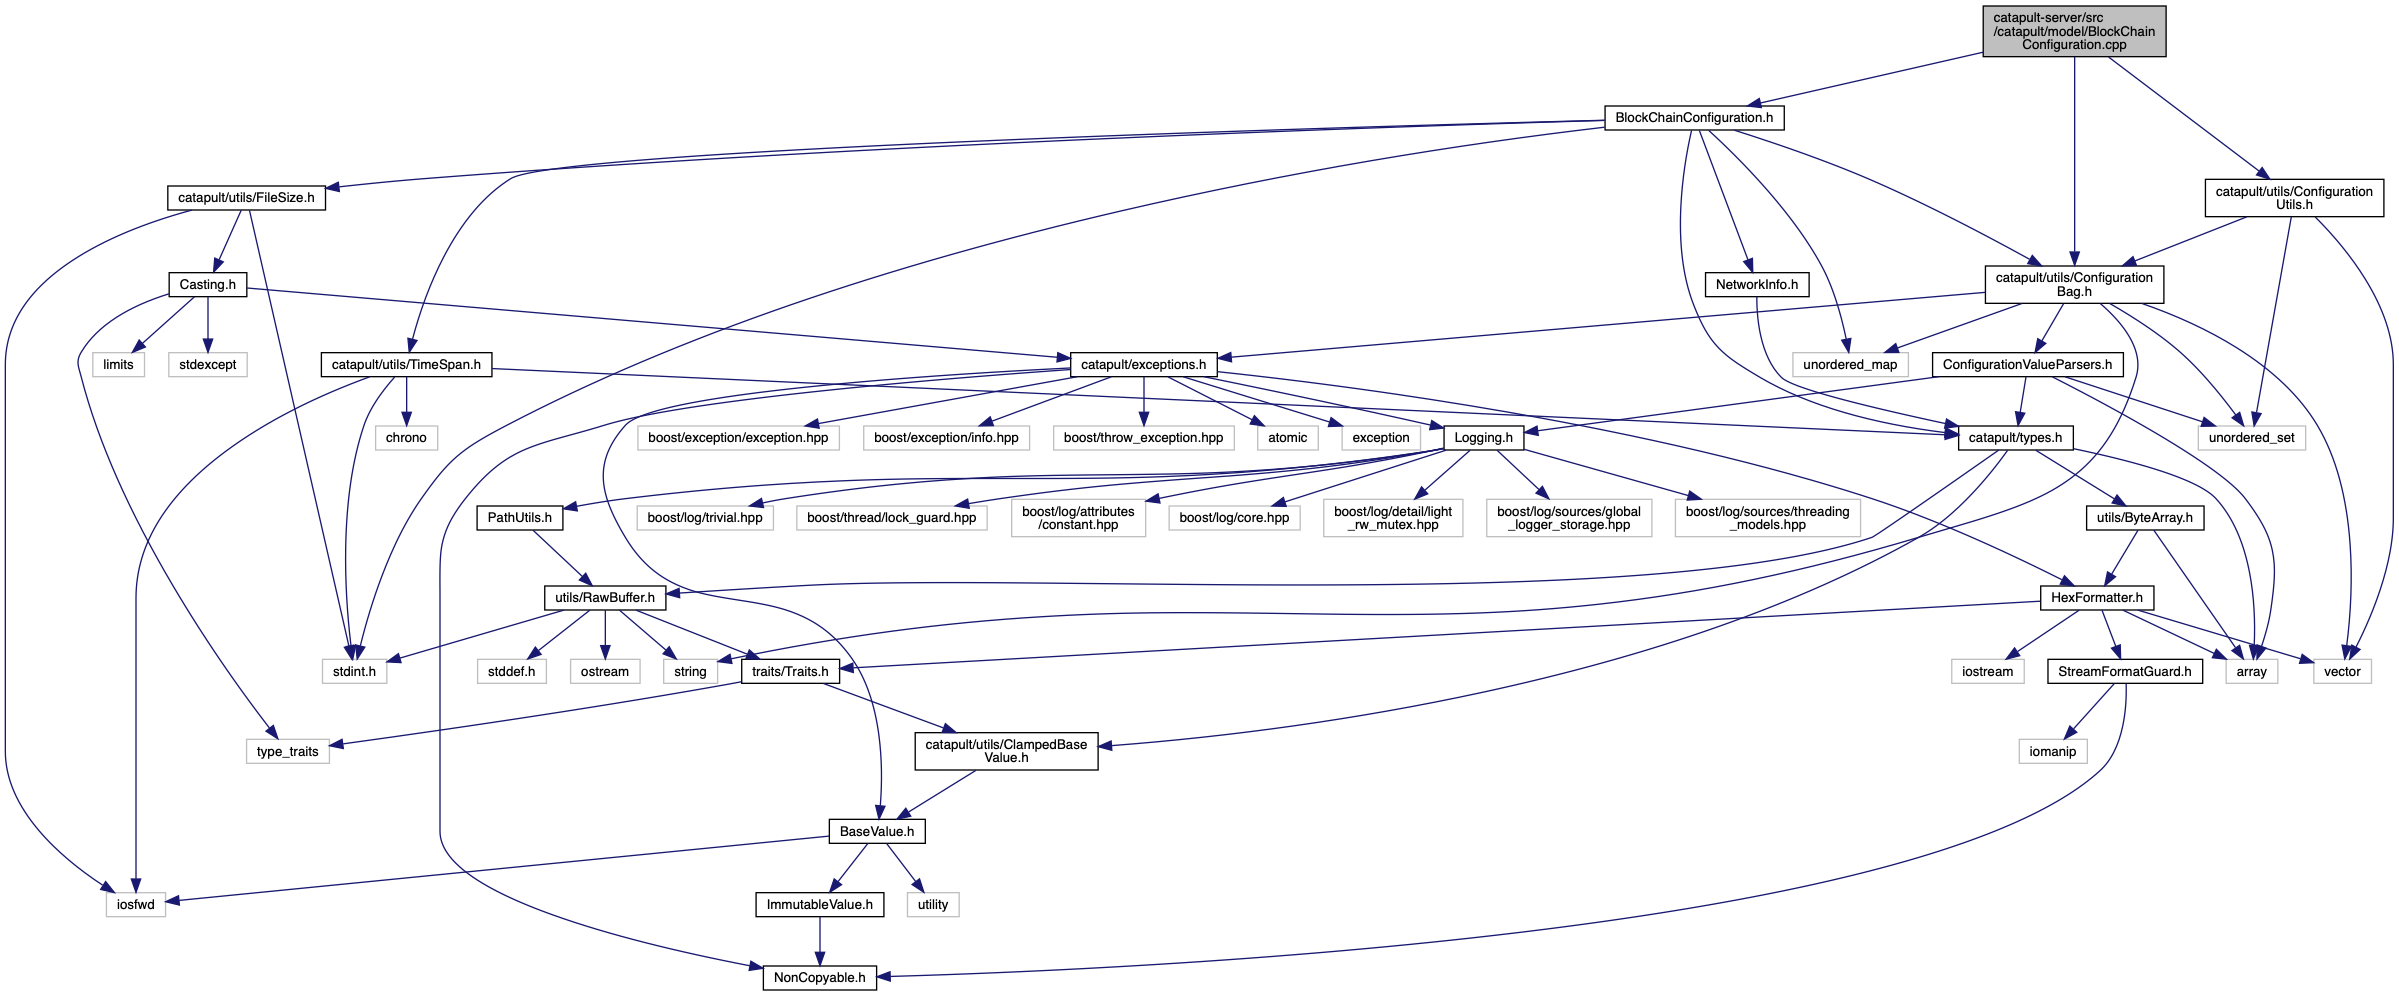 catapult-server/src
/catapult/model/BlockChain
Configuration.cpp
BlockChainConfiguration.h
catapult/utils/FileSize.h
catapult/utils/Configuration
Utils.h
Casting.h
NetworkInfo.h
catapult/utils/Configuration
Bag.h
limits
stdexcept
catapult/utils/TimeSpan.h
catapult/exceptions.h
unordered_map
ConfigurationValueParsers.h
chrono
boost/exception/exception.hpp
boost/exception/info.hpp
boost/throw_exception.hpp
atomic
exception
Logging.h
catapult/types.h
unordered_set
PathUtils.h
boost/log/trivial.hpp
boost/thread/lock_guard.hpp
boost/log/attributes
/constant.hpp
boost/log/core.hpp
boost/log/detail/light
_rw_mutex.hpp
boost/log/sources/global
_logger_storage.hpp
boost/log/sources/threading
_models.hpp
utils/ByteArray.h
utils/RawBuffer.h
HexFormatter.h
stdint.h
stddef.h
ostream
string
traits/Traits.h
iostream
StreamFormatGuard.h
array
vector
type_traits
catapult/utils/ClampedBase
Value.h
iomanip
BaseValue.h
iosfwd
ImmutableValue.h
utility
NonCopyable.h